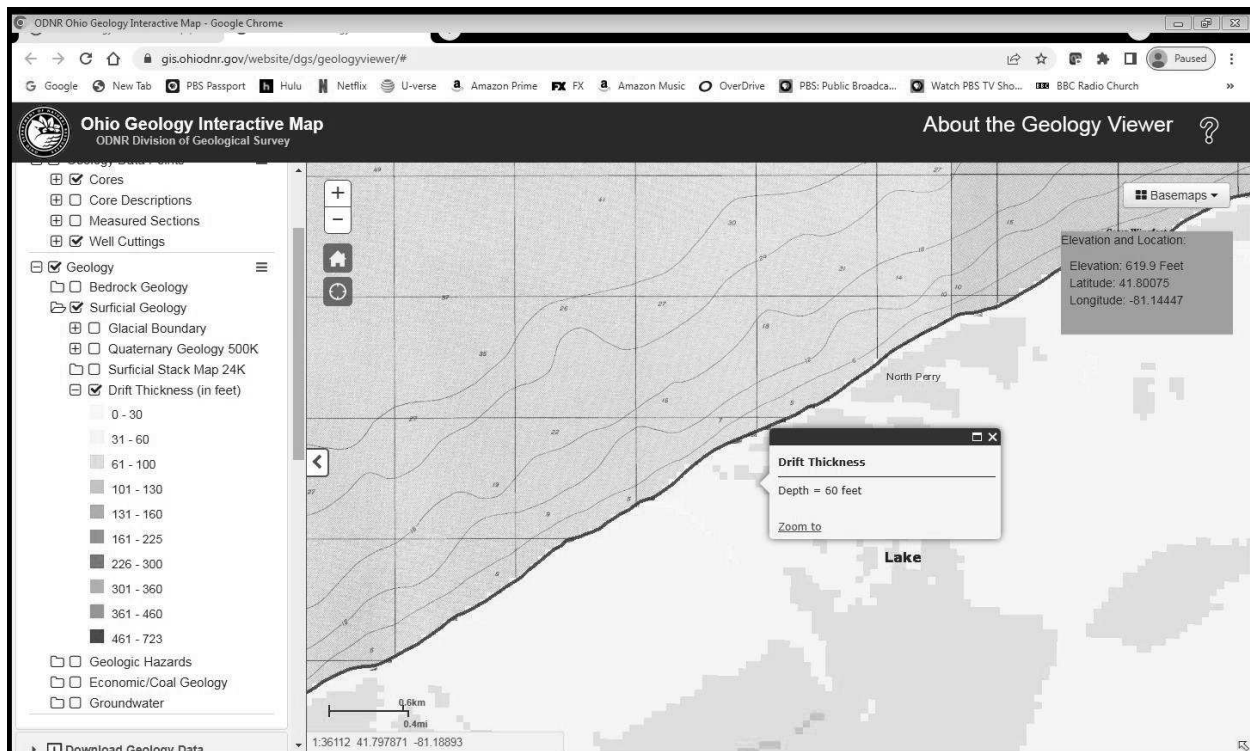 ODNR Ohio Geology Interactive Map - Google Chrome
gis.ohiodnr.gov/website/dgs/geologyviewer/#
Paused
Google New Tab PBS Passport Hulu Netflix U-verse Amazon Prime FX FX Amazon Music OverDrive PBS: Public Broadca... Watch PBS TV Sho... BBC Radio Church »
Ohio Geology Interactive Map
ODNR Division of Geological Survey
About the Geology Viewer
Geology Data Points
Cores
Core Descriptions
Measured Sections
Well Cuttings
Geology
Bedrock Geology
Surficial Geology
Glacial Boundary
Quaternary Geology 500K
Surficial Stack Map 24K
Drift Thickness (in feet)
0 - 30
31 - 60
61 - 100
101 - 130
131 - 160
161 - 225
226 - 300
301 - 360
361 - 460
461 - 723
Geologic Hazards
Economic/Coal Geology
Groundwater
Download Geology Data
+
−
Basemaps
Elevation and Location:
Elevation: 619.9 Feet
Latitude: 41.80075
Longitude: -81.14447
North Perry
Drift Thickness
Depth = 60 feet
Zoom to
Lake
0.6km
0.4mi
1:36112 41.797871 -81.18893